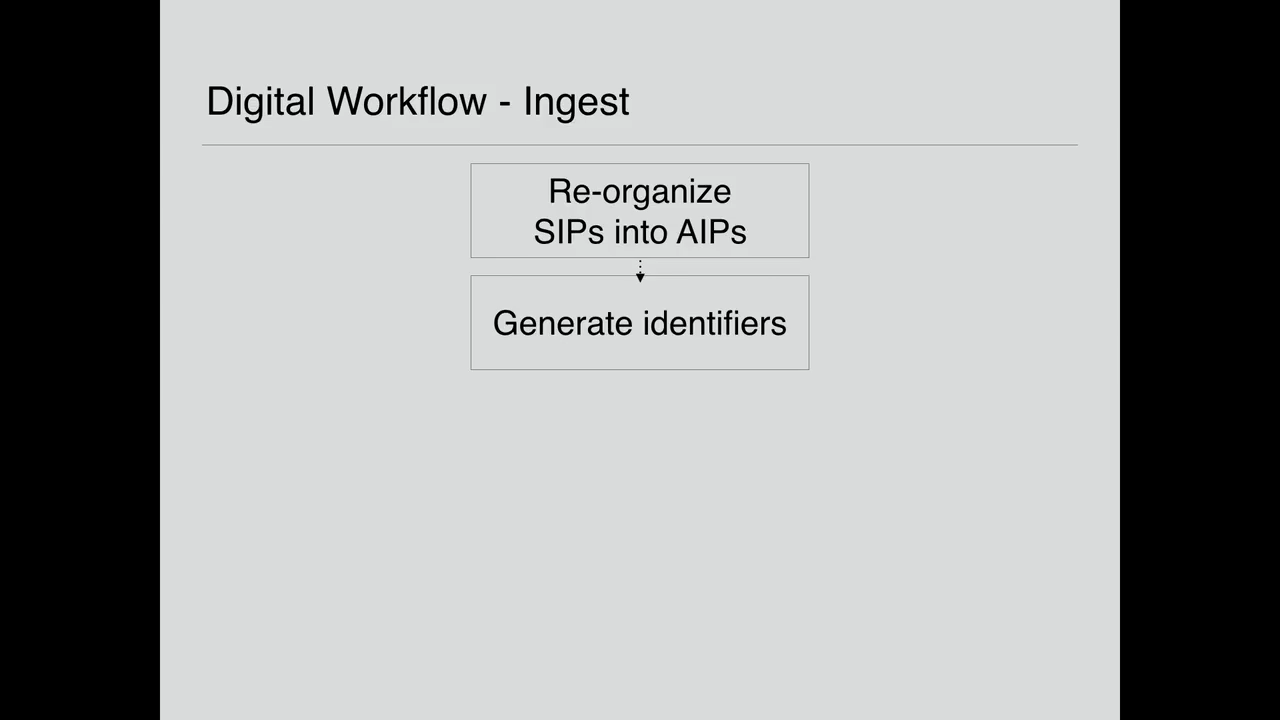 Digital Workflow - Ingest
Re-organize
SIPs into AIPs
Generate identifiers